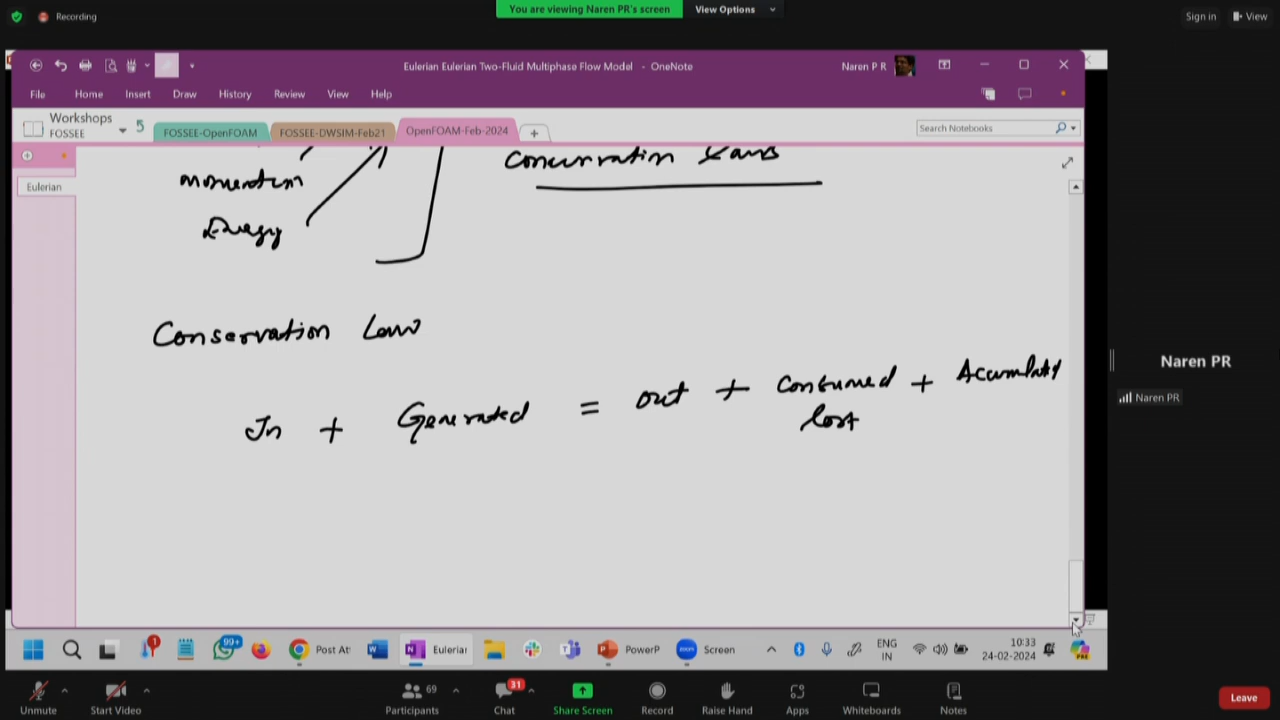 Recording
You are viewing Naren PR's screen
View Options
Sign in
View
Eulerian Eulerian Two-Fluid Multiphase Flow Model - OneNote
Naren P R
File Home Insert Draw History Review View Help
Workshops
FOSSEE
FOSSEE-OpenFOAM
FOSSEE-DWSIM-Feb21
OpenFOAM-Feb-2024
Search Notebooks
Eulerian
momentum
Energy
Conservation Law
In + Generated = out + Consumed + Acumulated
lost
Naren PR
Naren PR
1
99+
Post At
Eulerian
PowerP
Screen
ENG
IN
10:33
24-02-2024
PRE
Unmute
Start Video
69
Participants
31
Chat
Share Screen
Record
Raise Hand
Apps
Whiteboards
Notes
Leave